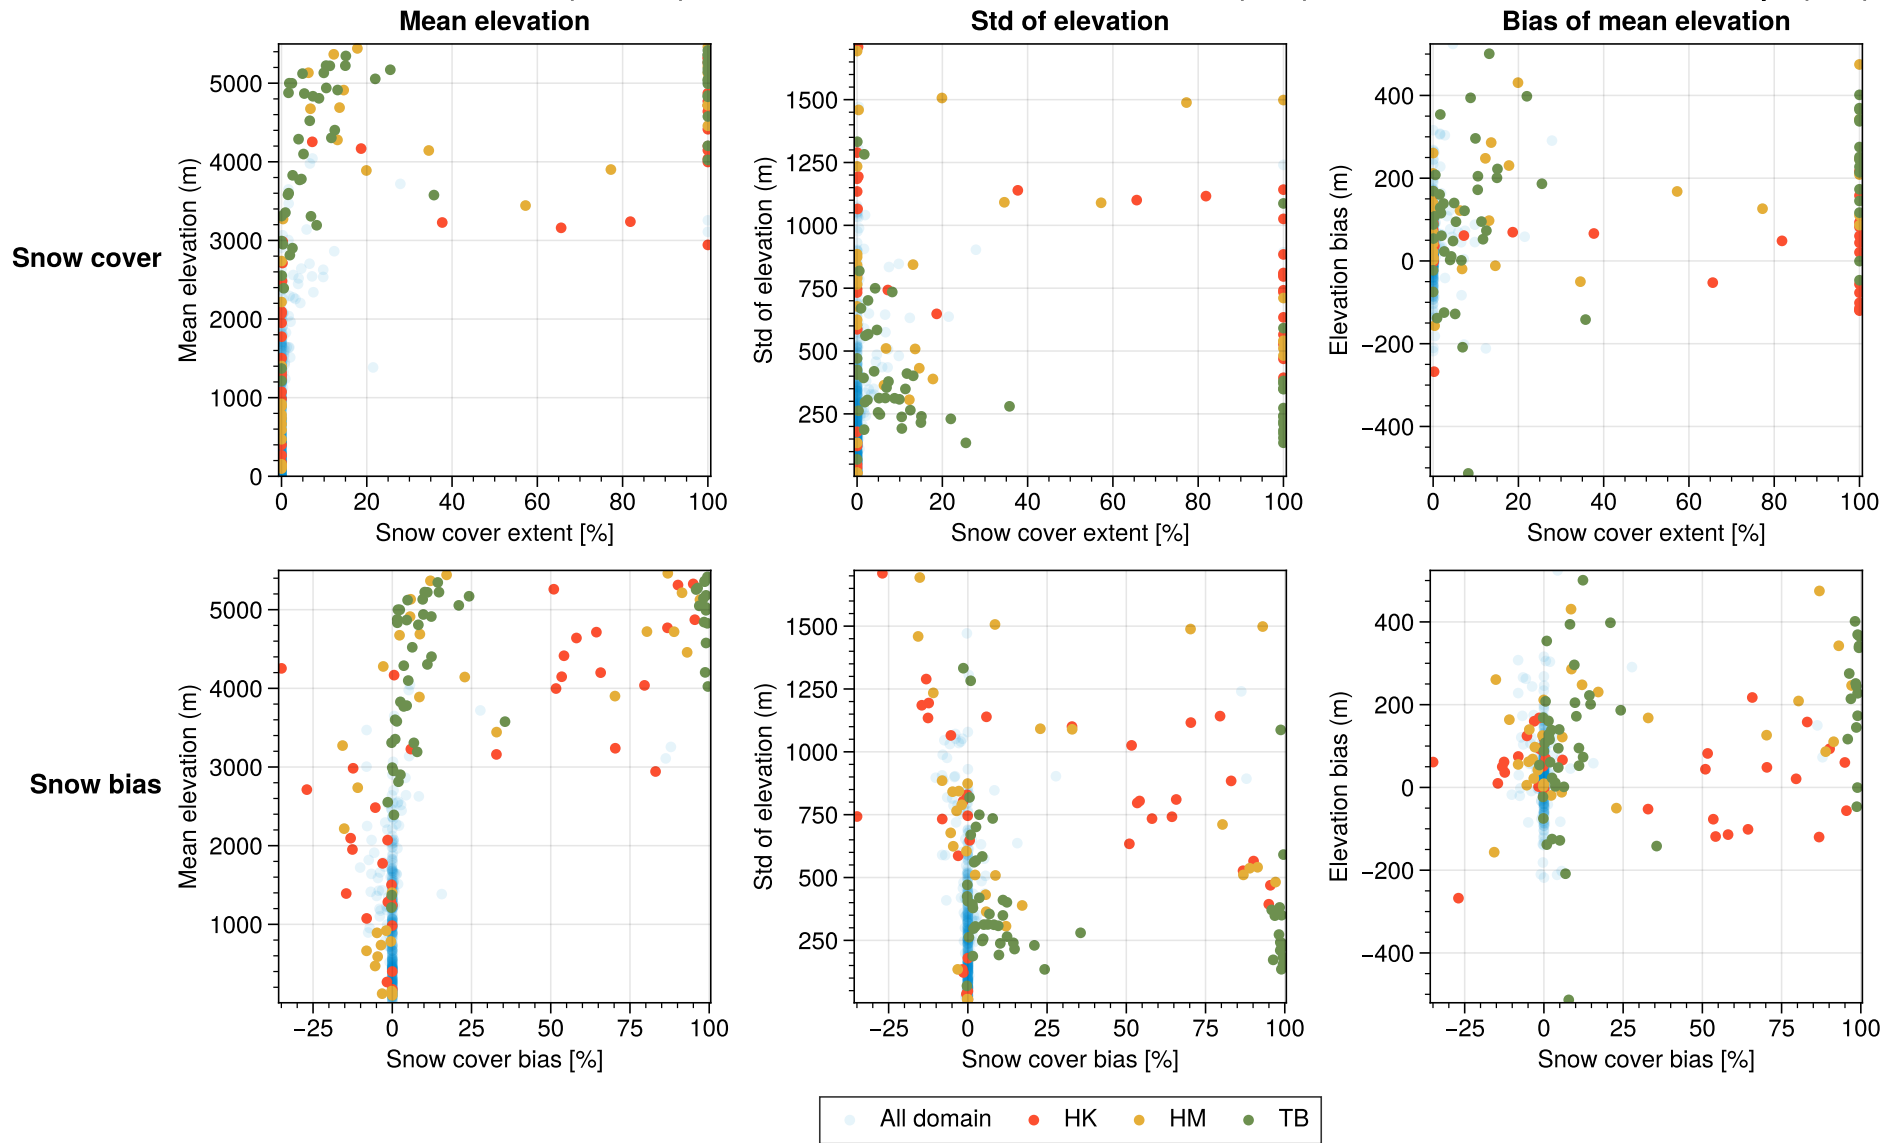 Mean elevation
Std of elevation
Bias of mean elevation
Snow cover
Mean elevation (m)
5000
4000
3000
2000
1000
0
0 20 40 60 80 100
Snow cover extent [%]
Std of elevation (m)
1500
1250
1000
750
500
250
0 20 40 60 80 100
Snow cover extent [%]
Elevation bias (m)
400
200
0
−200
−400
0 20 40 60 80 100
Snow cover extent [%]
Snow bias
Mean elevation (m)
5000
4000
3000
2000
1000
−25 0 25 50 75 100
Snow cover bias [%]
Std of elevation (m)
1500
1250
1000
750
500
250
−25 0 25 50 75 100
Snow cover bias [%]
Elevation bias (m)
400
200
0
−200
−400
−25 0 25 50 75 100
Snow cover bias [%]
All domain HK HM TB